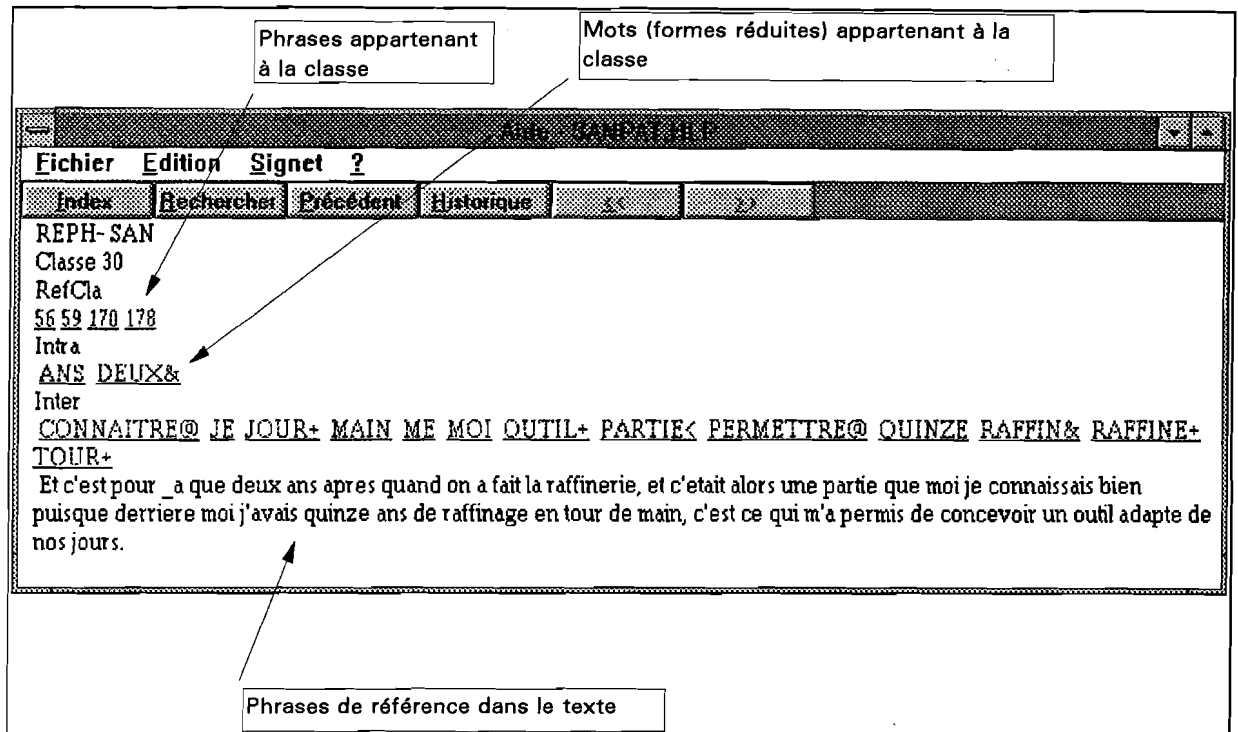 Phrases appartenant
à la classe
Mots (formes réduites) appartenant à la
classe
Aide - SANPAT.HLP
Fichier Edition Signet ?
Index Rechercher Précédent Historique << >>
REPH- SAN
Classe 30
RefCla
56 59 170 178
Intra
ANS DEUX&
Inter
CONNAITRE@ JE JOUR+ MAIN ME MOI OUTIL+ PARTIE< PERMETTRE@ QUINZE RAFFIN& RAFFINE+
TOUR+
Et c'est pour _a que deux ans apres quand on a fait la raffinerie, et c'etait alors une partie que moi je connaissais bien
puisque derriere moi j'avais quinze ans de raffinage en tour de main, c'est ce qui m'a permis de concevoir un outil adapte de
nos jours.
Phrases de référence dans le texte